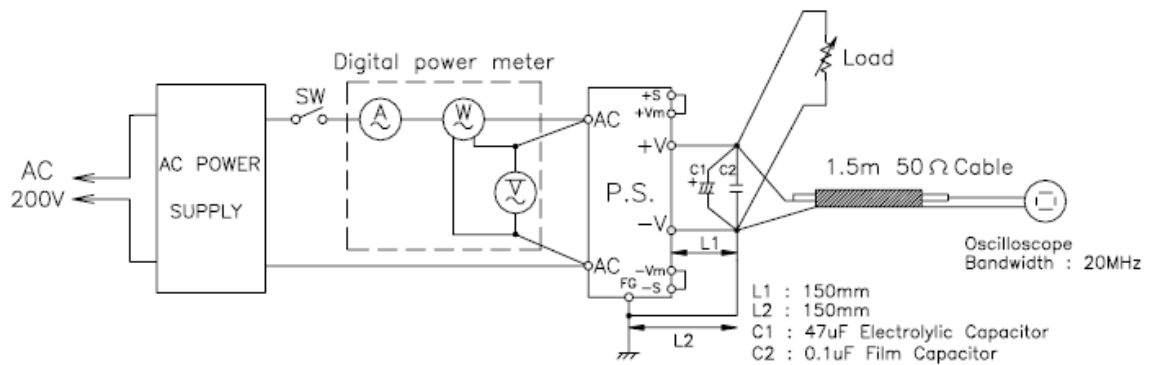 Digital power meter
SW
A
W
V
AC
200V
AC POWER
SUPPLY
AC
AC
P.S.
+S
+Vm
+V
-V
-Vm
-S
FG
C1
+
C2
L1
L2
Load
1.5m 50Ω Cable
Oscilloscope
Bandwidth : 20MHz
L1 : 150mm
L2 : 150mm
C1 : 47uF Electrolylic Capacitor
C2 : 0.1uF Film Capacitor